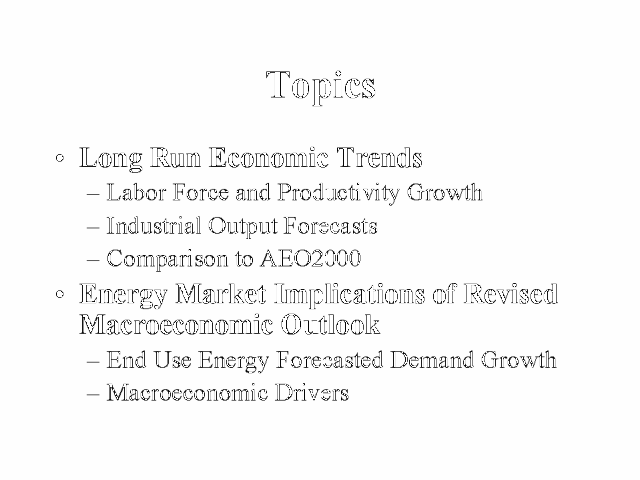 Topics
• Long Run Economic Trends
– Labor Force and Productivity Growth
– Industrial Output Forecasts
– Comparison to AEO2000
• Energy Market Implications of Revised
Macroeconomic Outlook
– End Use Energy Forecasted Demand Growth
– Macroeconomic Drivers